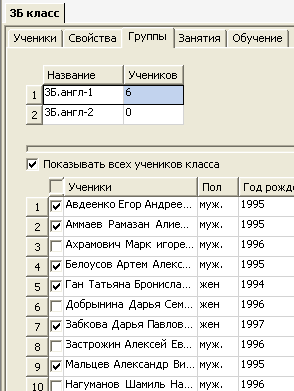 3Б класс
Ученики Свойства Группы Занятия Обучение
Название Учеников
1 3Б.англ-1 6
2 3Б.англ-2 0
Показывать всех учеников класса
Ученики Пол Год рожде
1 Авдеенко Егор Андрее... муж. 1995
2 Аммаев Рамазан Алие... муж. 1995
3 Ахрамович Марк игоре... муж. 1996
4 Белоусов Артем Алекс... муж. 1995
5 Ган Татьяна Брониcла... жен 1994
6 Добрынина Дарья Сем... жен 1996
7 Забкова Дарья Павлов... жен 1997
8 Застрожин Алексей Ев... муж. 1996
9 Мальцев Александр Ви... муж. 1995
10 Нагуманов Шамиль На... муж. 1996